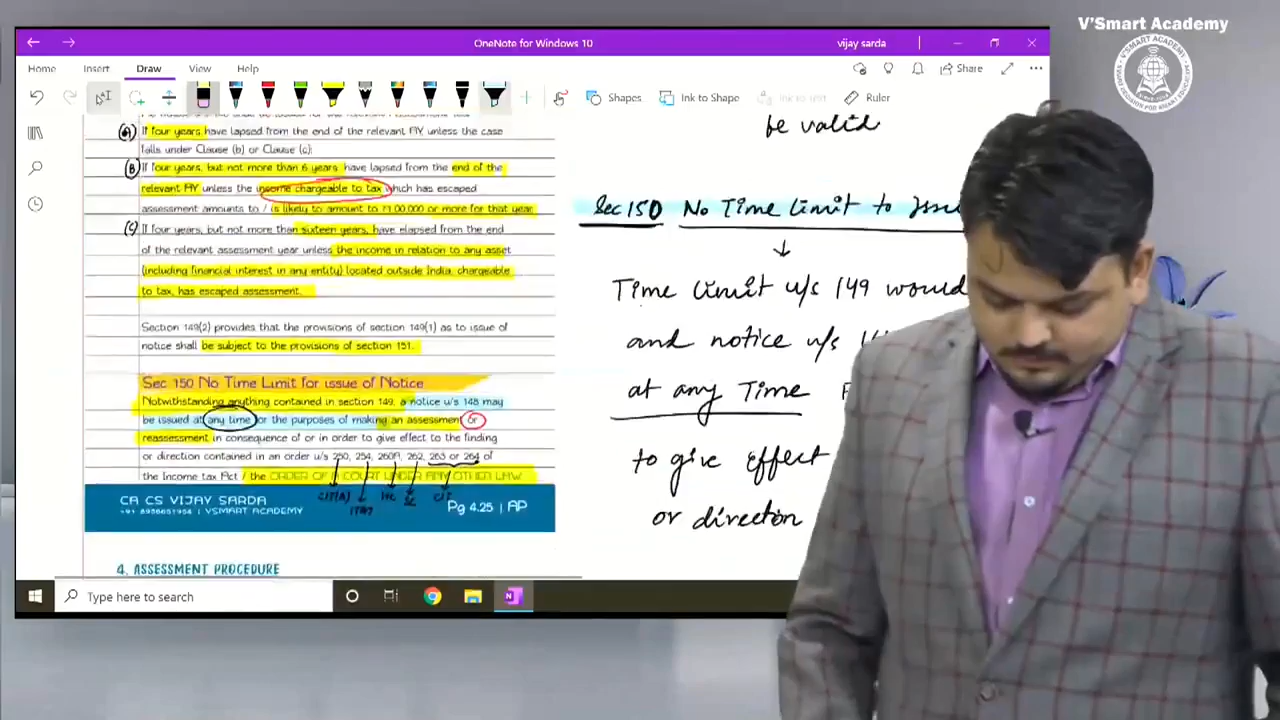 V'Smart Academy
OneNote for Windows 10
vijay sarda
Home Insert Draw View Help
Share
Shapes
Ink to Shape
Ink to Text
Ruler
(A) If four years have lapsed from the end of the relevant AY unless the case
falls under Clause (b) or Clause (c);
(B) If four years, but not more than 6 years have lapsed from the end of the
relevant AY unless the income chargeable to tax which has escaped
assessment amounts to / is likely to amount to ₹1,00,000 or more for that year
(C) If four years, but not more than sixteen years, have elapsed from the end
of the relevant assessment year unless the income in relation to any asset
(including financial interest in any entity) located outside India, chargeable
to tax, has escaped assessment.
Section 149(2) provides that the provisions of section 149(1) as to issue of
notice shall be subject to the provisions of section 151.
Sec 150 No Time Limit for issue of Notice
Notwithstanding anything contained in section 149, a notice u/s 148 may
be issued at any time for the purposes of making an assessment or
reassessment in consequence of or in order to give effect to the finding
or direction contained in an order u/s 250, 254, 260A, 262, 263 or 264 of
the Income tax Act / the ORDER OF A COURT UNDER ANY OTHER LAW
CIT(A) ITAT HC SC CIT
CA CS VIJAY SARDA
VSMART ACADEMY
Pg 4.25 | AP
4. ASSESSMENT PROCEDURE
be valid
Sec 150 No Time Limit to Issu
Time limit u/s 149 would
and notice u/s
at any Time
to give effect
or direction
Type here to search